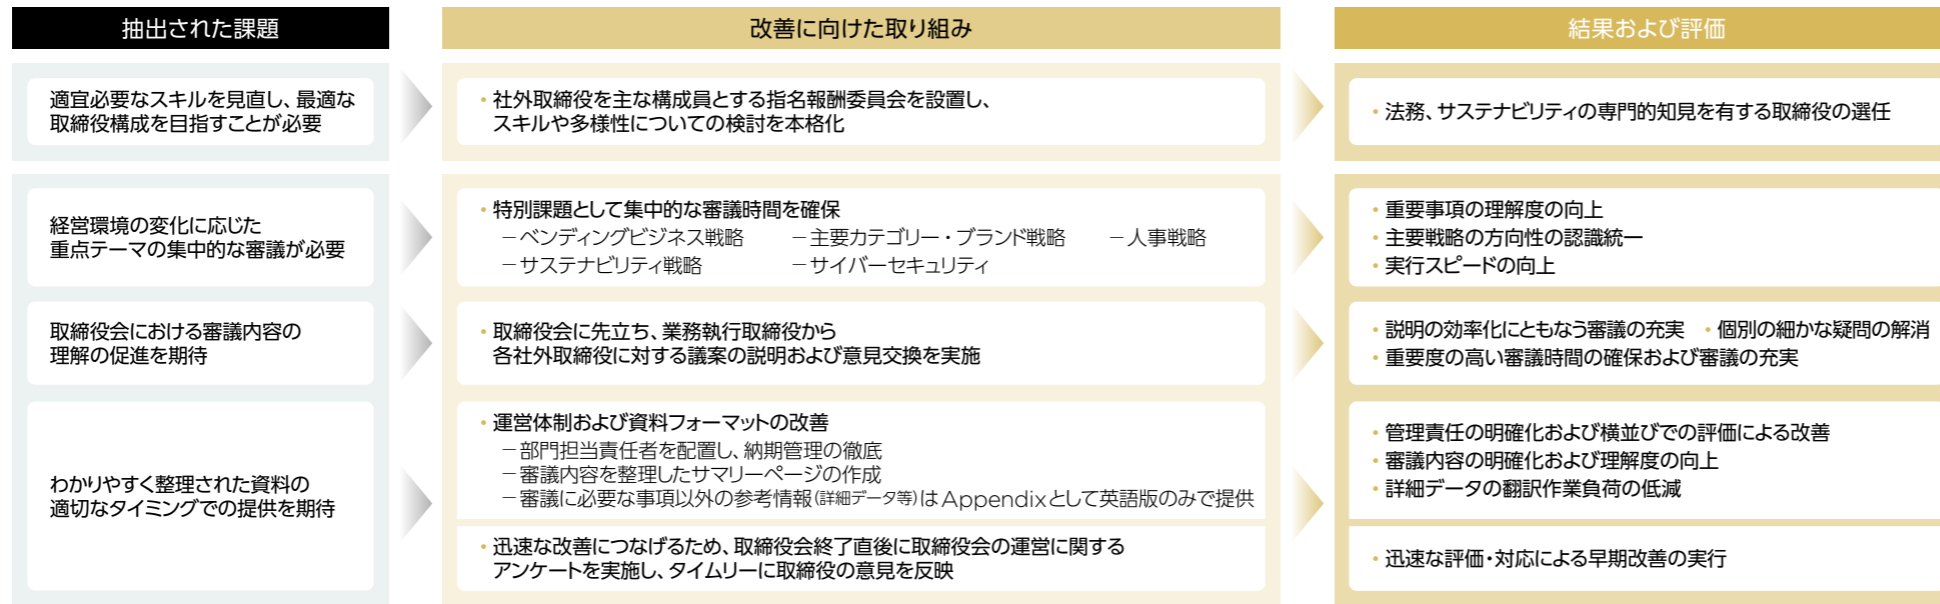 抽出された課題
改善に向けた取り組み
結果および評価
適宜必要なスキルを見直し、最適な
取締役構成を目指すことが必要
・社外取締役を主な構成員とする指名報酬委員会を設置し、
スキルや多様性についての検討を本格化
・法務、サステナビリティの専門的知見を有する取締役の選任
経営環境の変化に応じた
重点テーマの集中的な審議が必要
・特別課題として集中的な審議時間を確保
－ベンディングビジネス戦略 －主要カテゴリー・ブランド戦略 －人事戦略
－サステナビリティ戦略 －サイバーセキュリティ
・重要事項の理解度の向上
・主要戦略の方向性の認識統一
・実行スピードの向上
取締役会における審議内容の
理解の促進を期待
・取締役会に先立ち、業務執行取締役から
各社外取締役に対する議案の説明および意見交換を実施
・説明の効率化にともなう審議の充実 ・個別の細かな疑問の解消
・重要度の高い審議時間の確保および審議の充実
わかりやすく整理された資料の
適切なタイミングでの提供を期待
・運営体制および資料フォーマットの改善
－部門担当責任者を配置し、納期管理の徹底
－審議内容を整理したサマリーページの作成
－審議に必要な事項以外の参考情報(詳細データ等)はAppendixとして英語版のみで提供
・管理責任の明確化および横並びでの評価による改善
・審議内容の明確化および理解度の向上
・詳細データの翻訳作業負荷の低減
・迅速な改善につなげるため、取締役会終了直後に取締役会の運営に関する
アンケートを実施し、タイムリーに取締役の意見を反映
・迅速な評価・対応による早期改善の実行